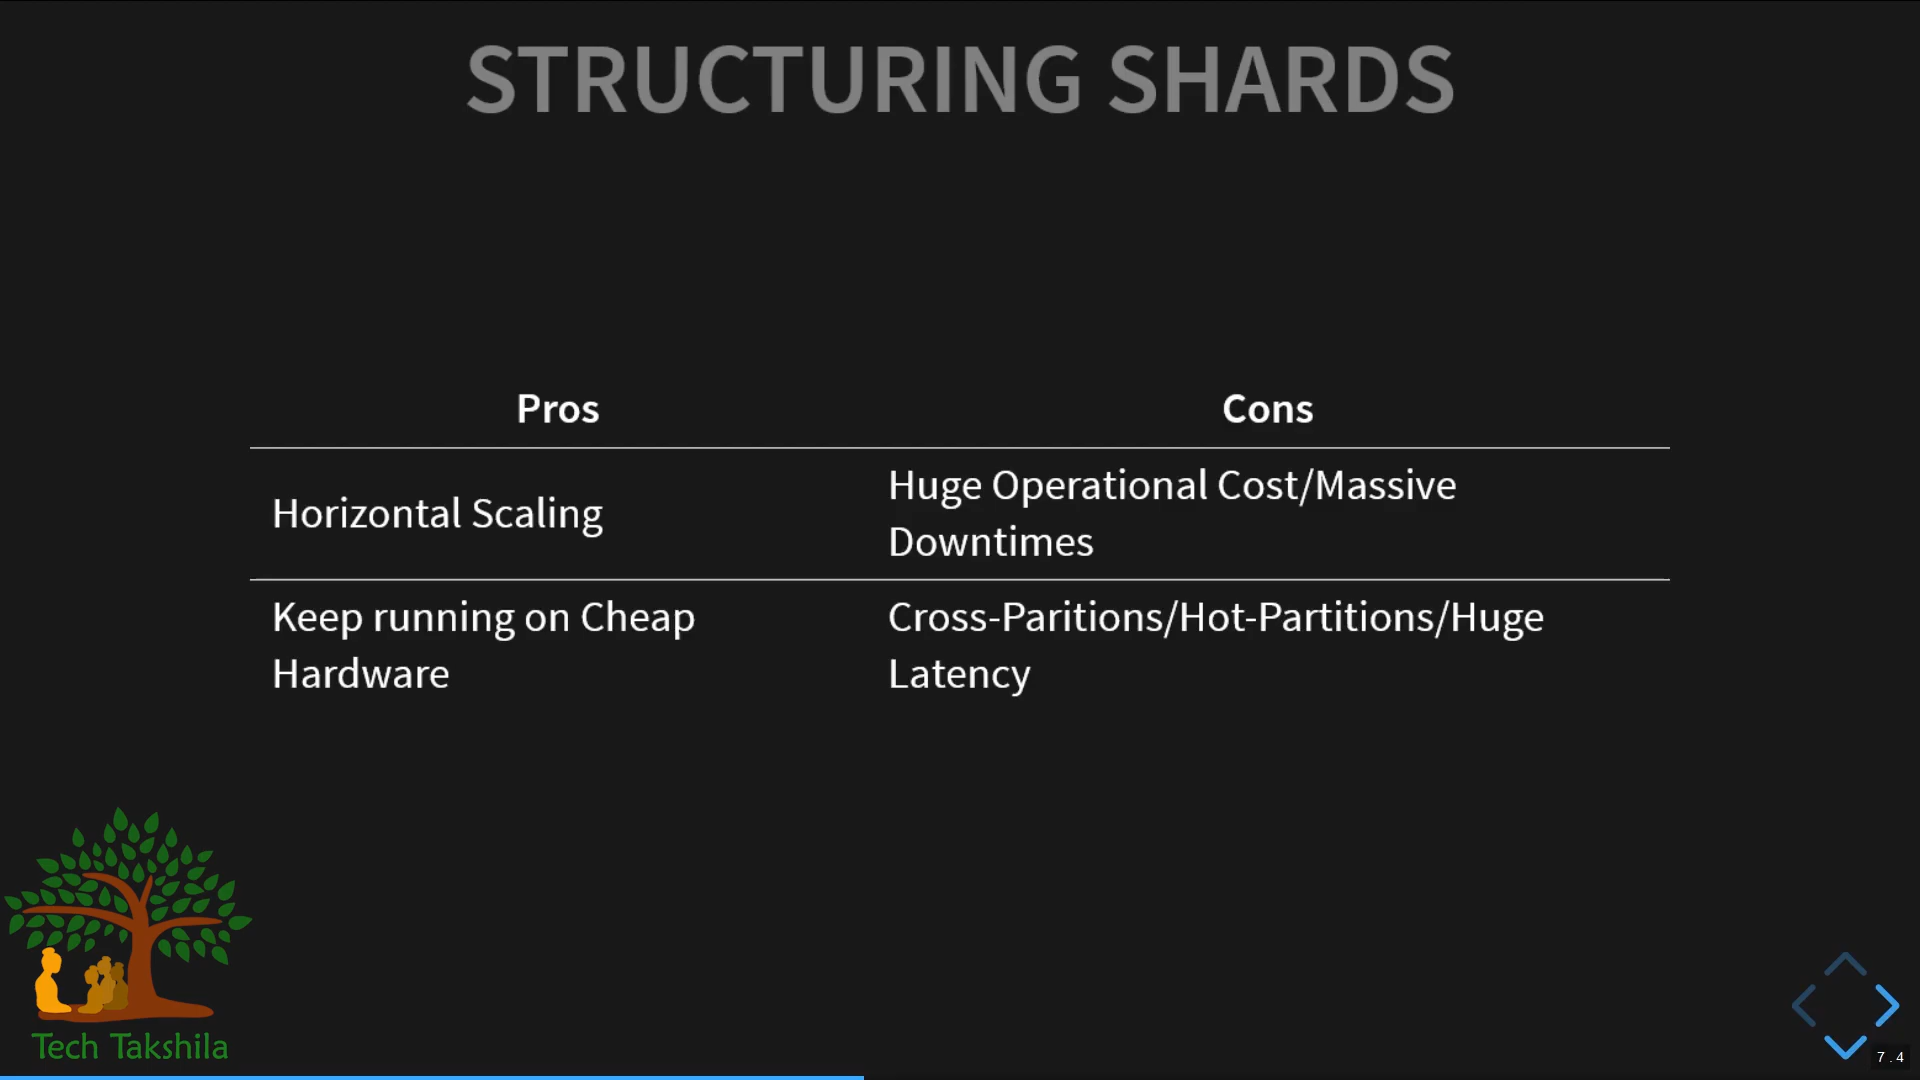 STRUCTURING SHARDS
Pros
Cons
Horizontal Scaling
Huge Operational Cost/Massive
Downtimes
Keep running on Cheap
Hardware
Cross-Paritions/Hot-Partitions/Huge
Latency
Tech Takshila
7.4